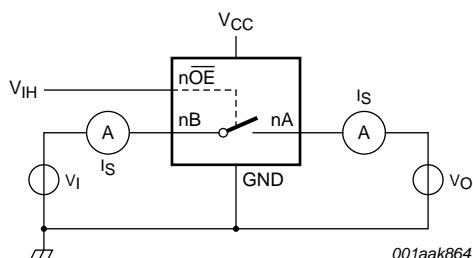 VCC
nOE
VIH
IS
nB
nA
A
A
IS
GND
VI
VO
001aak864